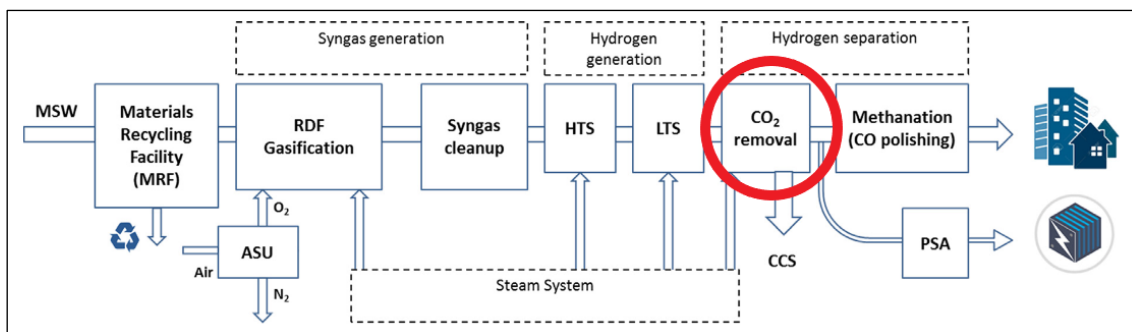 Syngas generation
Hydrogen
generation
Hydrogen separation
MSW
Materials
Recycling
Facility
(MRF)
RDF
Gasification
Syngas
cleanup
HTS
LTS
CO₂
removal
Methanation
(CO polishing)
O₂
ASU
Air
N₂
CCS
PSA
Steam System